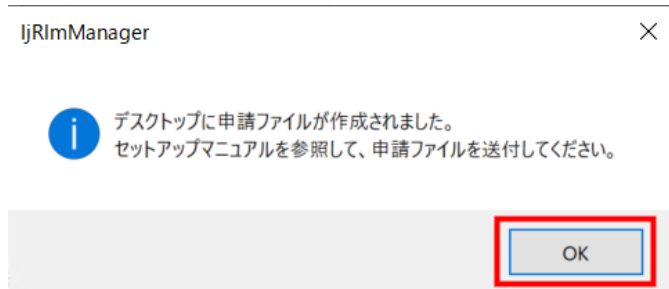 IjRlmManager
デスクトップに申請ファイルが作成されました。
セットアップマニュアルを参照して、申請ファイルを送付してください。
OK